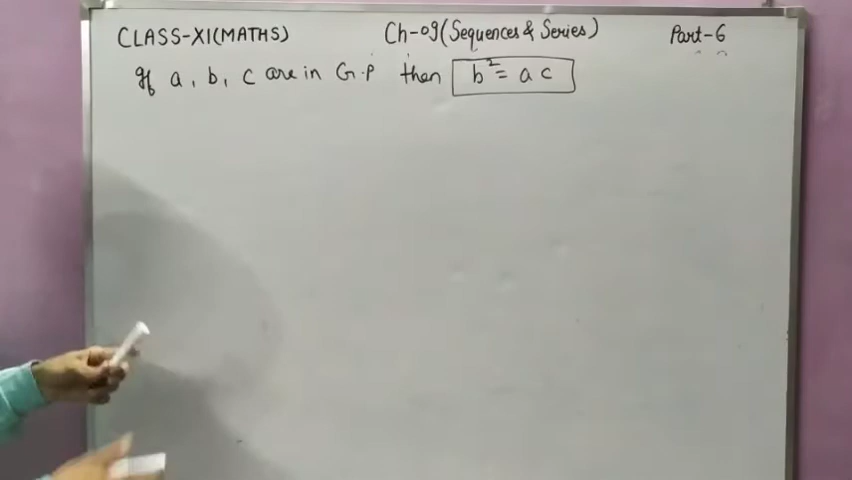 CLASS-XI(MATHS) Ch-09(Sequences & Series) Part-6
If a, b, c are in G.P then b² = ac